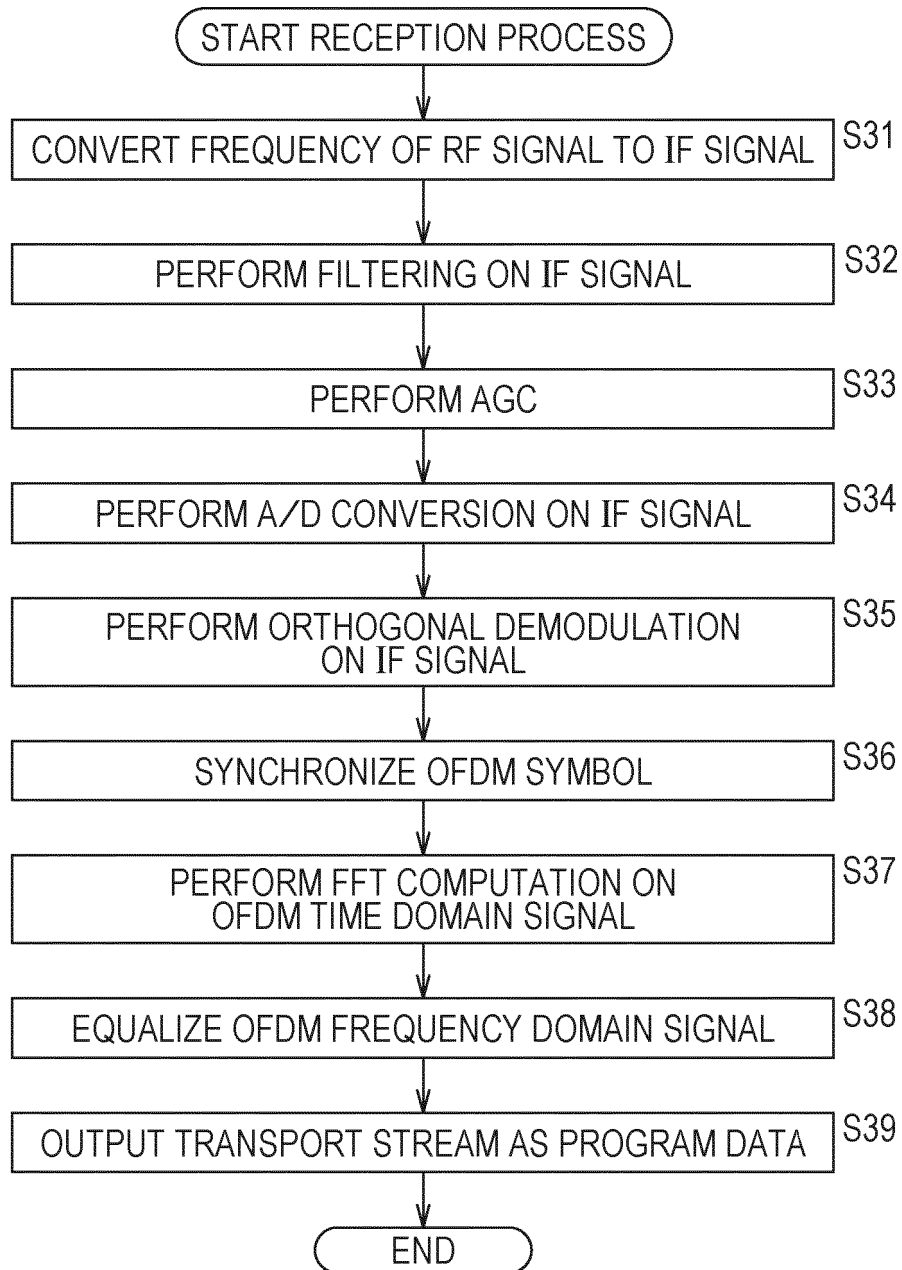 START RECEPTION PROCESS
CONVERT FREQUENCY OF RF SIGNAL TO IF SIGNAL
S31
PERFORM FILTERING ON IF SIGNAL
S32
PERFORM AGC
S33
PERFORM A/D CONVERSION ON IF SIGNAL
S34
PERFORM ORTHOGONAL DEMODULATION
ON IF SIGNAL
S35
SYNCHRONIZE OFDM SYMBOL
S36
PERFORM FFT COMPUTATION ON
OFDM TIME DOMAIN SIGNAL
S37
EQUALIZE OFDM FREQUENCY DOMAIN SIGNAL
S38
OUTPUT TRANSPORT STREAM AS PROGRAM DATA
S39
END